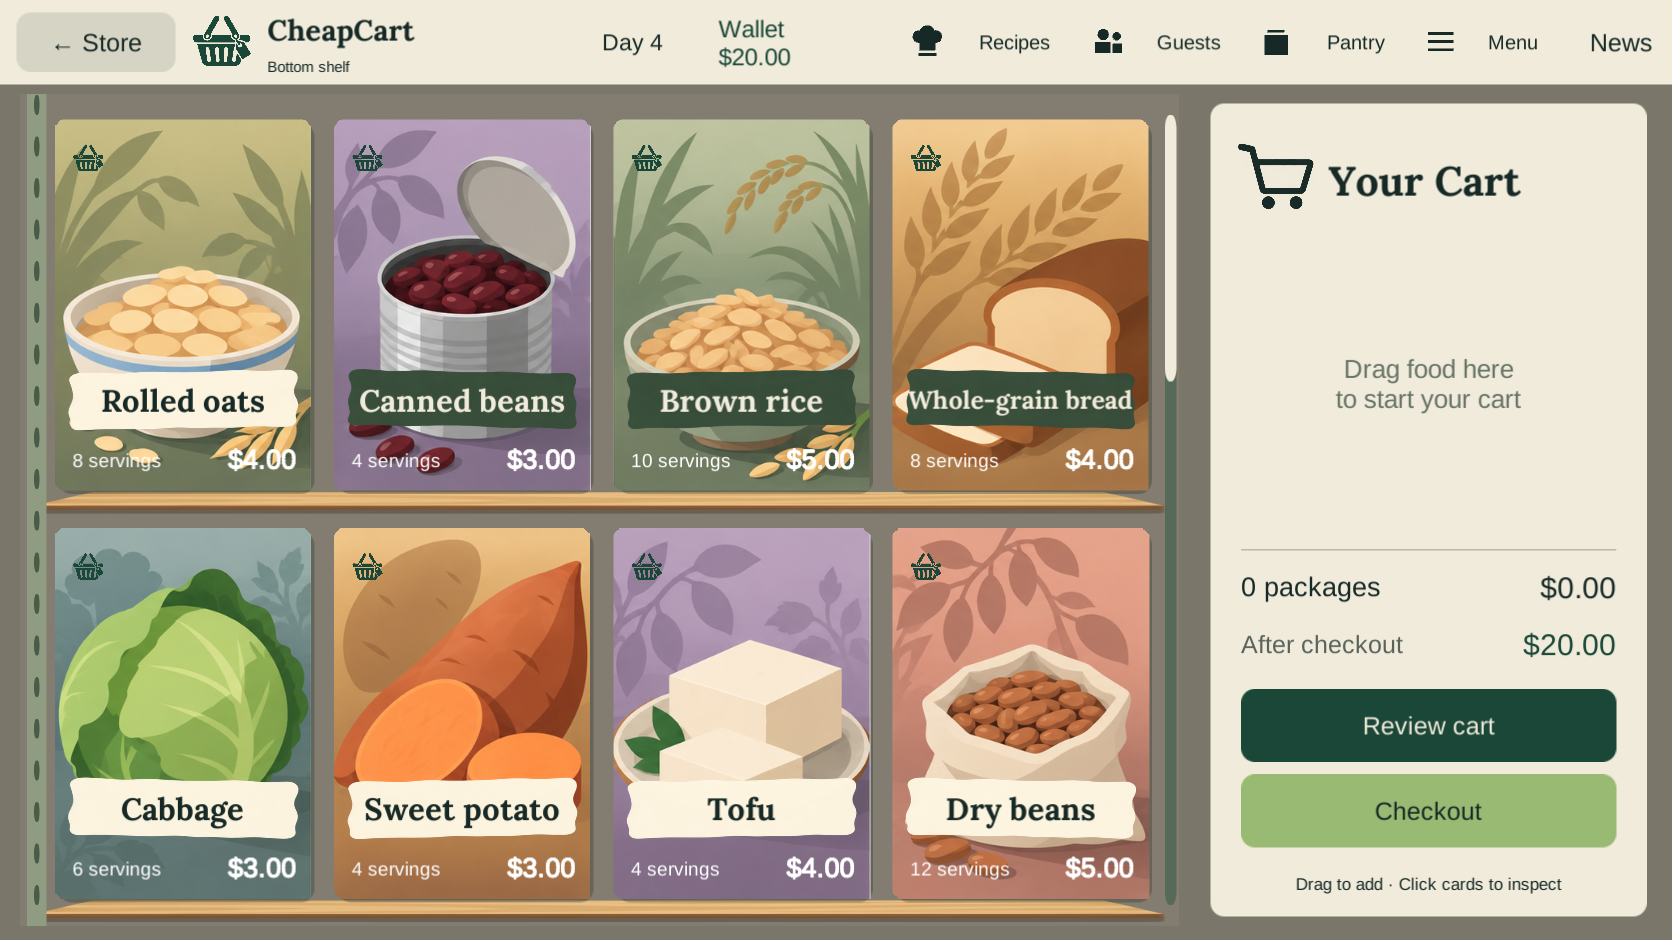 ← Store
CheapCart
Bottom shelf
Day 4
Wallet
$20.00
Recipes
Guests
Pantry
Menu
News
Rolled oats
8 servings $4.00
Canned beans
4 servings $3.00
Brown rice
10 servings $5.00
Whole-grain bread
8 servings $4.00
Cabbage
6 servings $3.00
Sweet potato
4 servings $3.00
Tofu
4 servings $4.00
Dry beans
12 servings $5.00
Your Cart
Drag food here
to start your cart
0 packages $0.00
After checkout $20.00
Review cart
Checkout
Drag to add · Click cards to inspect